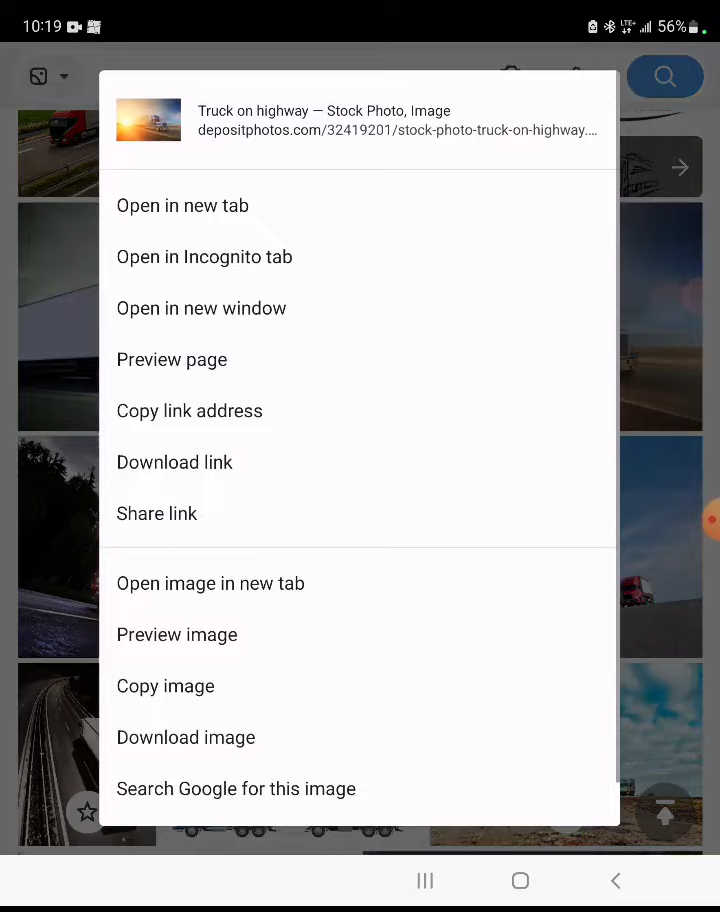 10:19
LTE+
56%
Truck on highway — Stock Photo, Image
depositphotos.com/32419201/stock-photo-truck-on-highway....
Open in new tab
Open in Incognito tab
Open in new window
Preview page
Copy link address
Download link
Share link
Open image in new tab
Preview image
Copy image
Download image
Search Google for this image